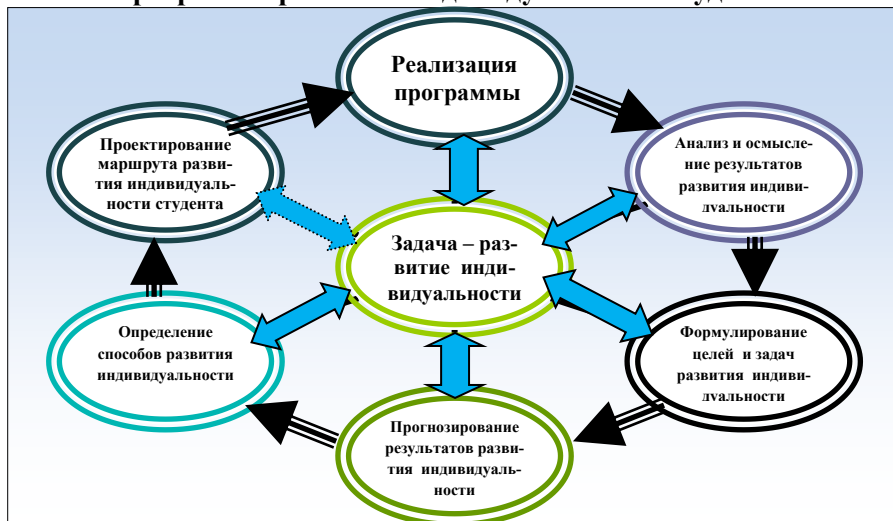 Реализация
программы
Проектирование
маршрута разви-
тия индивидуаль-
ности студента
Анализ и осмысле-
ние результатов
развития индиви-
дуальности
Задача – раз-
витие инди-
видуальности
Определение
способов развития
индивидуальности
Формулирование
целей и задач
развития индиви-
дуальности
Прогнозирование
результатов разви-
тия индивидуаль-
ности